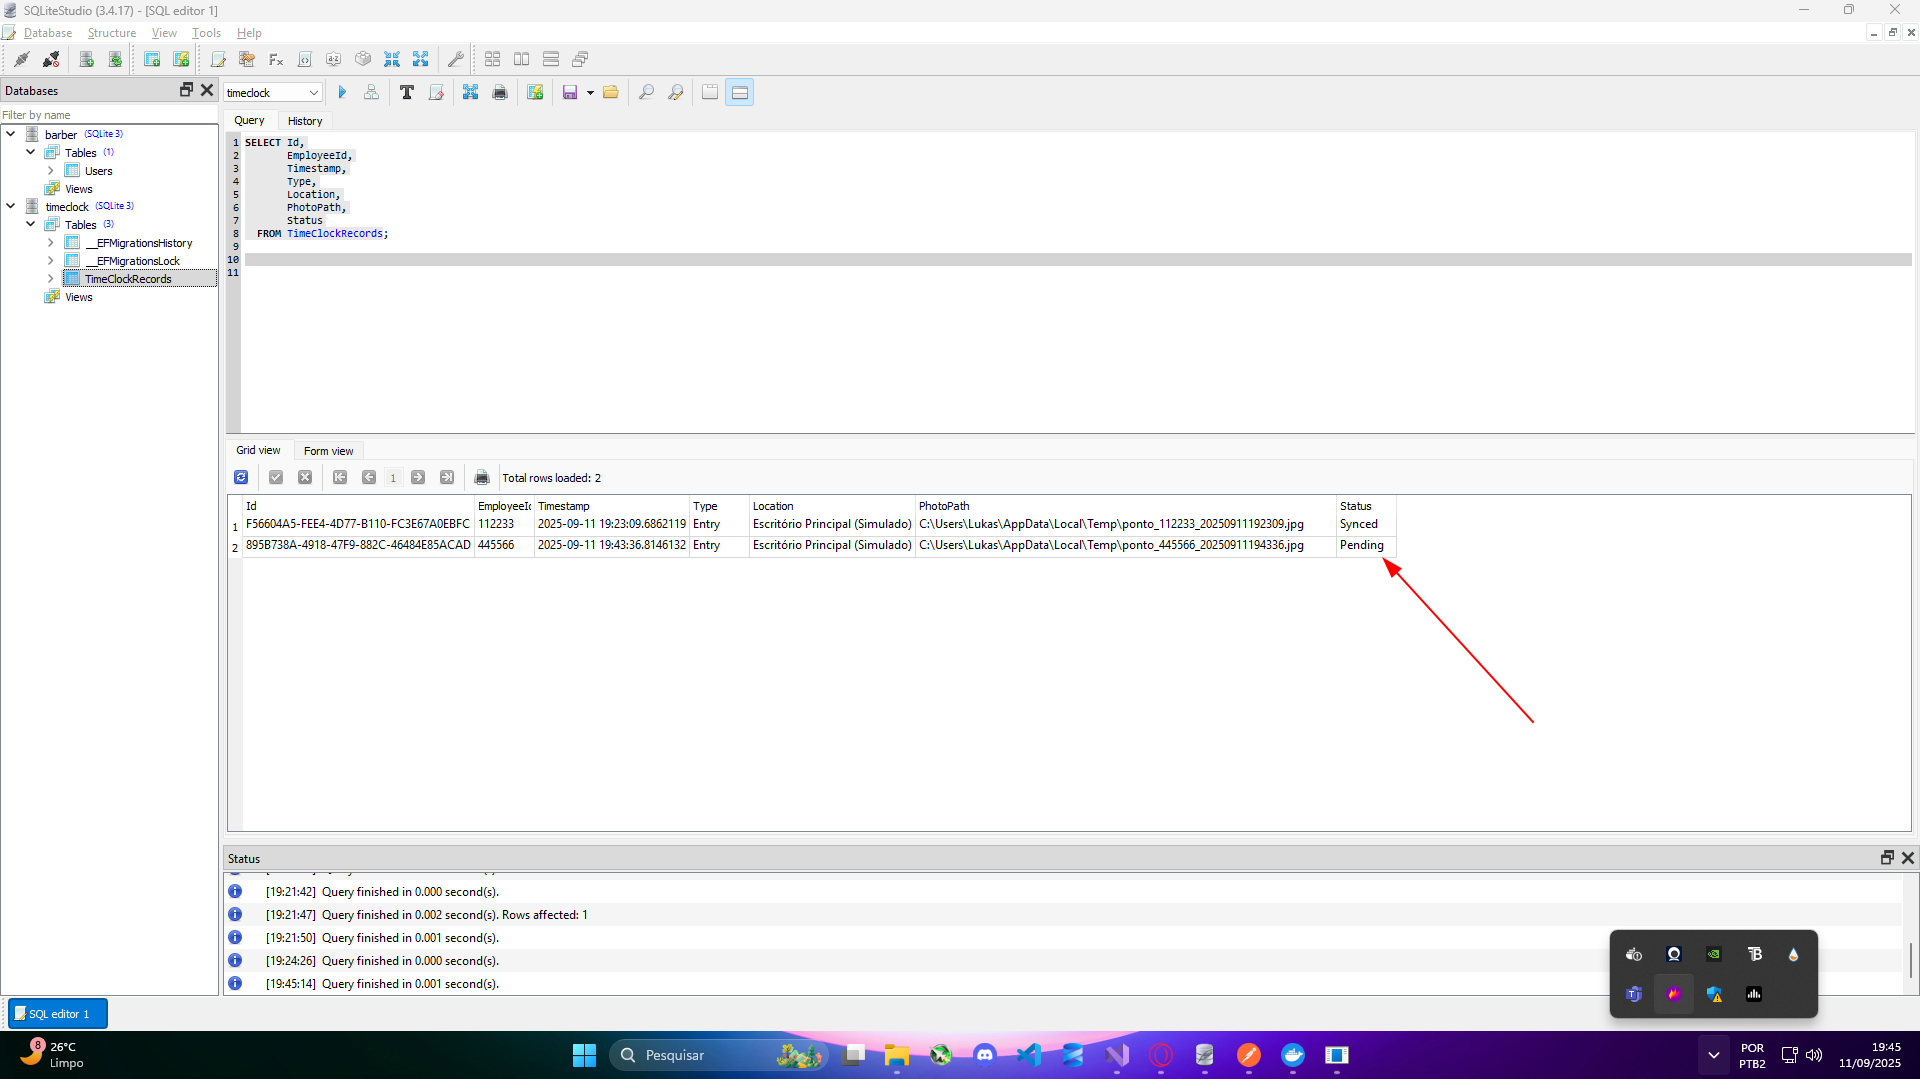 SQLiteStudio (3.4.17) - [SQL editor 1]
Database Structure View Tools Help
Databases
timeclock
Filter by name
Query History
barber (SQLite 3)
Tables (1)
Users
Views
timeclock (SQLite 3)
Tables (3)
__EFMigrationsHistory
__EFMigrationsLock
TimeClockRecords
Views
1 SELECT Id,
2 EmployeeId,
3 Timestamp,
4 Type,
5 Location,
6 PhotoPath,
7 Status
8 FROM TimeClockRecords;
9
10
11
Grid view Form view
1 Total rows loaded: 2
Id EmployeeId Timestamp Type Location PhotoPath Status
1 F56604A5-FEE4-4D77-B110-FC3E67A0EBFC 112233 2025-09-11 19:23:09.6862119 Entry Escritório Principal (Simulado) C:\Users\Lukas\AppData\Local\Temp\ponto_112233_20250911192309.jpg Synced
2 895B738A-4918-47F9-882C-46484E85ACAD 445566 2025-09-11 19:43:36.8146132 Entry Escritório Principal (Simulado) C:\Users\Lukas\AppData\Local\Temp\ponto_445566_20250911194336.jpg Pending
Status
[19:21:42] Query finished in 0.000 second(s).
[19:21:47] Query finished in 0.002 second(s). Rows affected: 1
[19:21:50] Query finished in 0.001 second(s).
[19:24:26] Query finished in 0.000 second(s).
[19:45:14] Query finished in 0.001 second(s).
SQL editor 1
8
26°C
Limpo
Pesquisar
POR
PTB2
19:45
11/09/2025